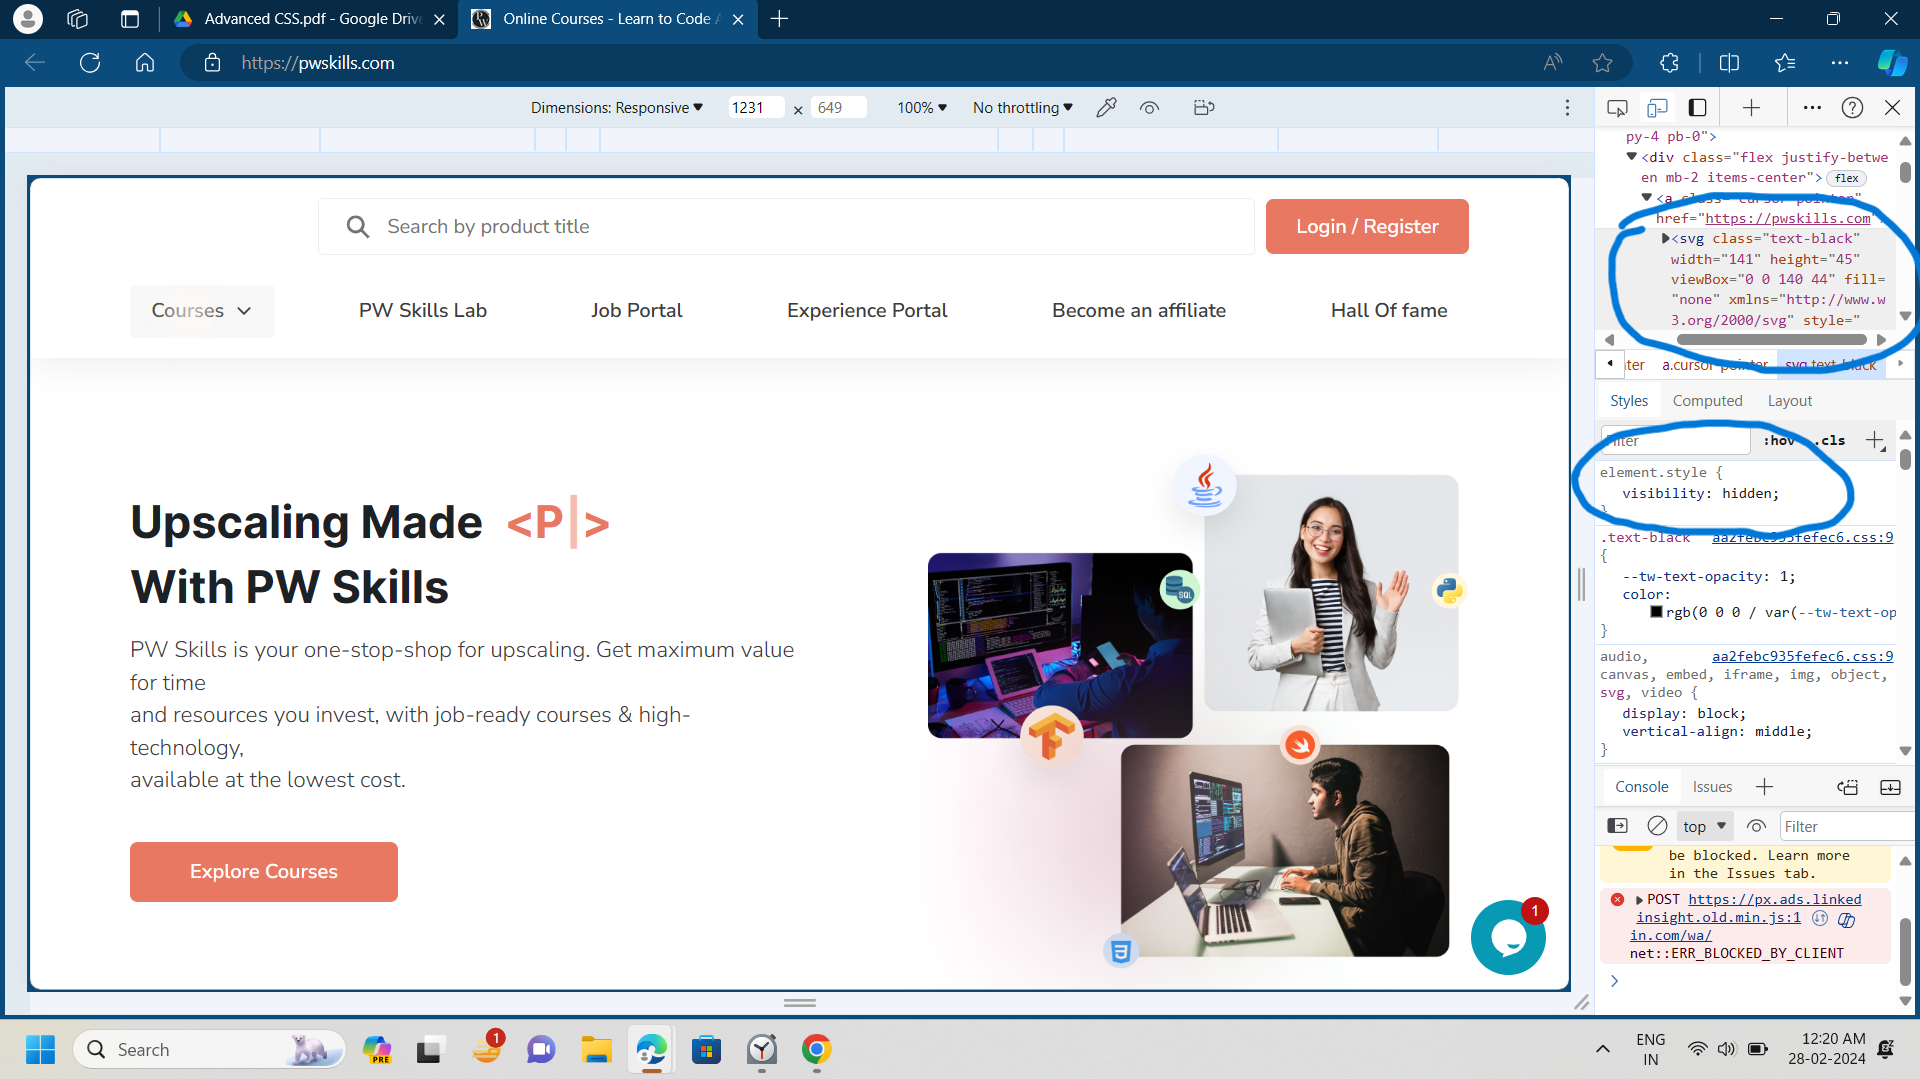 Advanced CSS.pdf - Google Drive
Online Courses - Learn to Code A
https://pwskills.com
Dimensions: Responsive
1231 × 649
100%
No throttling
Search by product title
Login / Register
Courses
PW Skills Lab
Job Portal
Experience Portal
Become an affiliate
Hall Of fame
Upscaling Made <P|>
With PW Skills
PW Skills is your one-stop-shop for upscaling. Get maximum value
for time
and resources you invest, with job-ready courses & high-
technology,
available at the lowest cost.
Explore Courses
SQL
1
py-4 pb-0">
<div class="flex justify-betwe
en mb-2 items-center"> flex
<a class="cursor-pointer"
href="https://pwskills.com"
<svg class="text-black"
width="141" height="45"
viewBox="0 0 140 44" fill=
"none" xmlns="http://www.w
3.org/2000/svg" style="
nter a.cursor-pointer svg.text-black
Styles
Computed
Layout
Filter
:hov .cls
element.style {
visibility: hidden;
}
.text-black aa2febc935fefec6.css:9
{
--tw-text-opacity: 1;
color:
rgb(0 0 0 / var(--tw-text-op
}
audio, aa2febc935fefec6.css:9
canvas, embed, iframe, img, object,
svg, video {
display: block;
vertical-align: middle;
}
Console
Issues
top
Filter
be blocked. Learn more
in the Issues tab.
POST https://px.ads.linked
insight.old.min.js:1
in.com/wa/
net::ERR_BLOCKED_BY_CLIENT
Search
PRE
1
ENG
IN
12:20 AM
28-02-2024